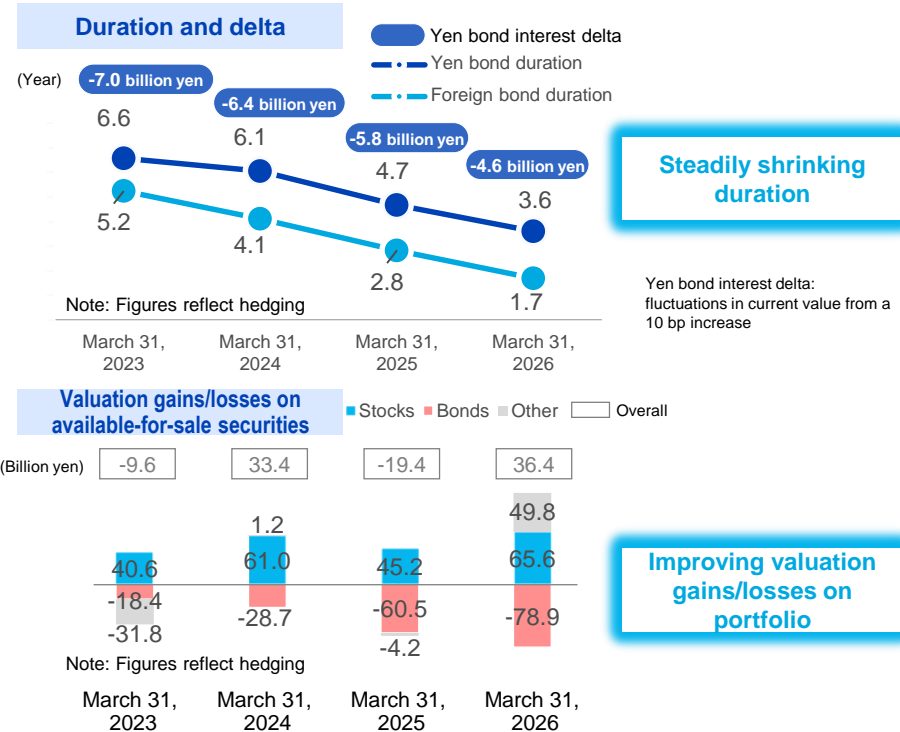 Duration and delta
Yen bond interest delta
Yen bond duration
Foreign bond duration
(Year)
-7.0 billion yen
-6.4 billion yen
-5.8 billion yen
-4.6 billion yen
6.6
6.1
4.7
3.6
5.2
4.1
2.8
1.7
Note: Figures reflect hedging
March 31,
2023
March 31,
2024
March 31,
2025
March 31,
2026
Steadily shrinking
duration
Yen bond interest delta:
fluctuations in current value from a
10 bp increase
Valuation gains/losses on
available-for-sale securities
Stocks
Bonds
Other
Overall
(Billion yen)
-9.6
33.4
-19.4
36.4
40.6
-18.4
-31.8
1.2
61.0
-28.7
45.2
-60.5
-4.2
49.8
65.6
-78.9
Note: Figures reflect hedging
March 31,
2023
March 31,
2024
March 31,
2025
March 31,
2026
Improving valuation
gains/losses on
portfolio